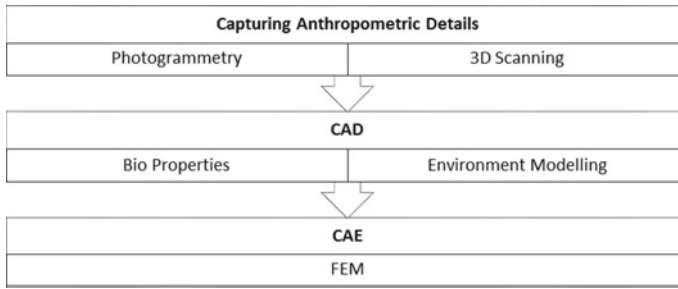 Capturing Anthropometric Details
Photogrammetry 3D Scanning
CAD
Bio Properties Environment Modelling
CAE
FEM